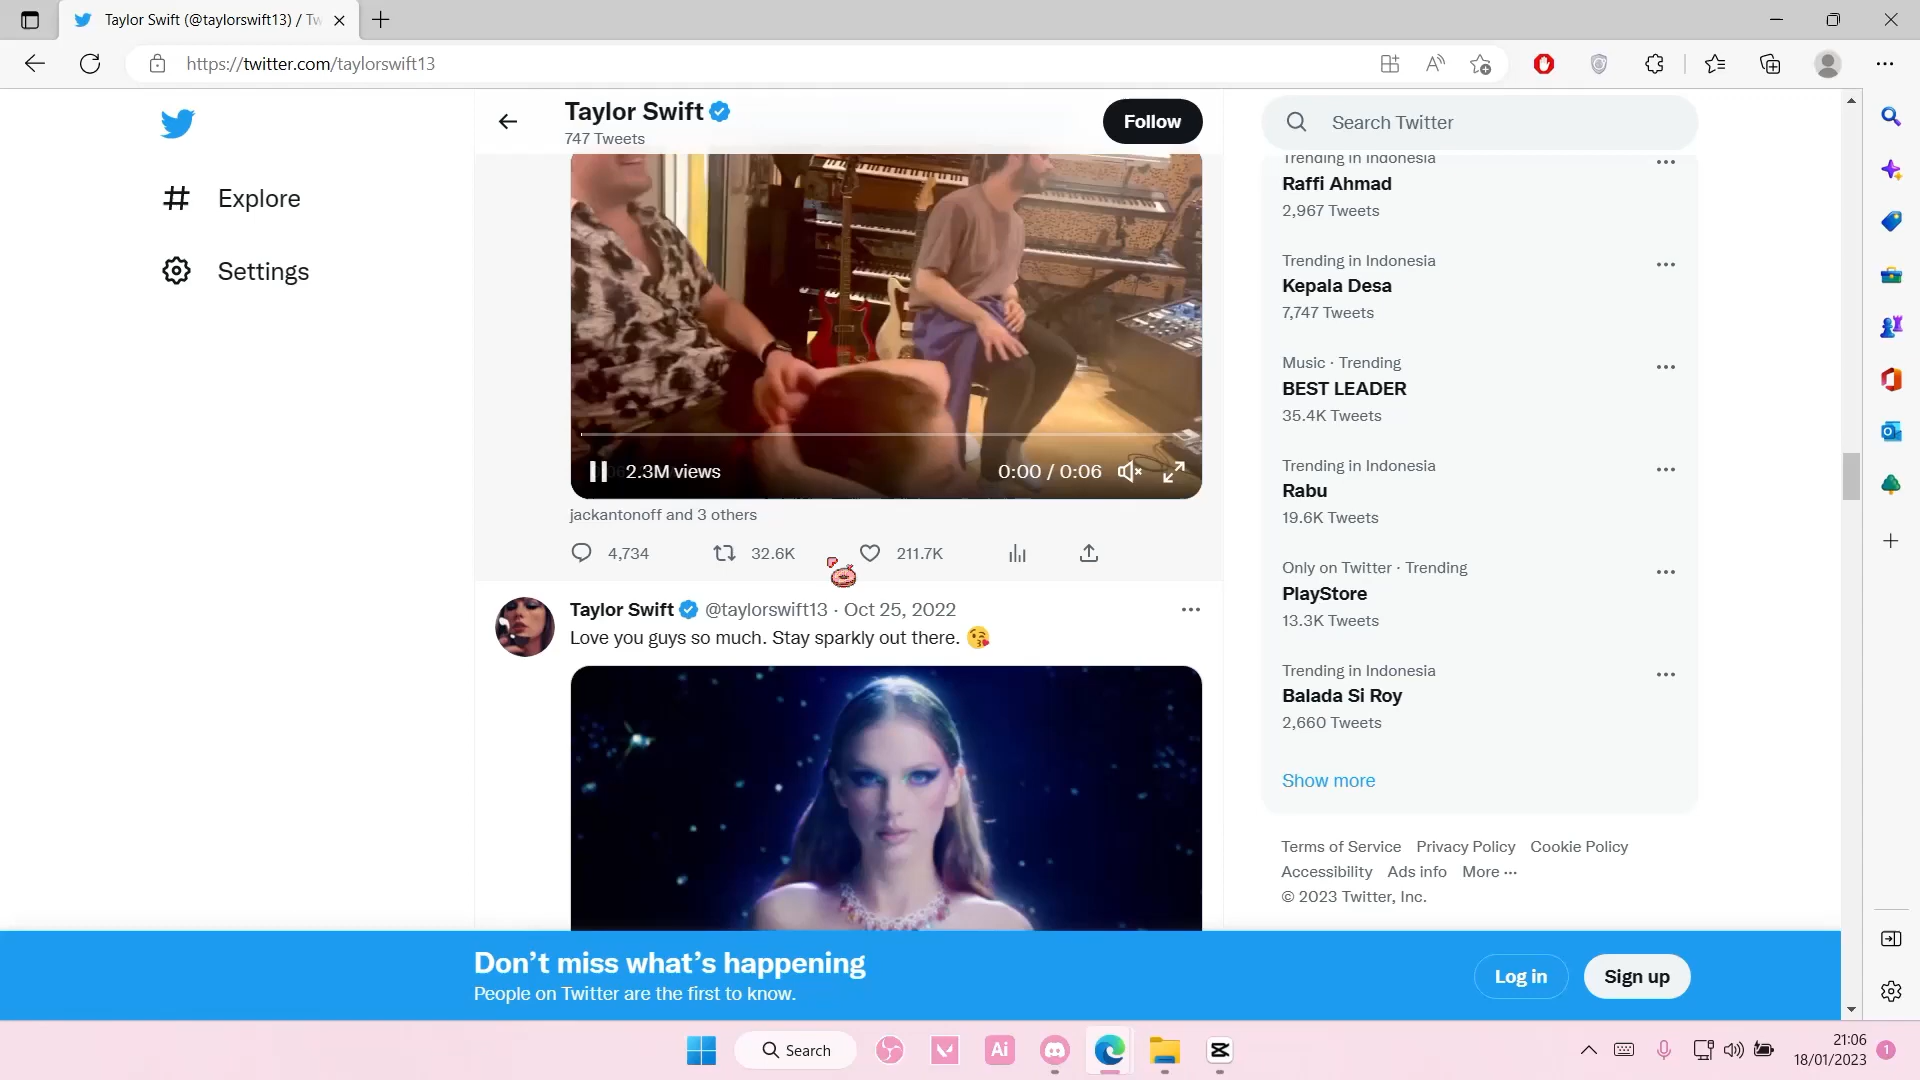 Taylor Swift (@taylorswift13) / Tw
https://twitter.com/taylorswift13
Explore
Settings
Taylor Swift
747 Tweets
Follow
2.3M views
0:00 / 0:06
jackantonoff and 3 others
4,734
32.6K
211.7K
Taylor Swift @taylorswift13 · Oct 25, 2022
Love you guys so much. Stay sparkly out there. 😘
Search Twitter
Trending in Indonesia
Raffi Ahmad
2,967 Tweets
Trending in Indonesia
Kepala Desa
7,747 Tweets
Music · Trending
BEST LEADER
35.4K Tweets
Trending in Indonesia
Rabu
19.6K Tweets
Only on Twitter · Trending
PlayStore
13.3K Tweets
Trending in Indonesia
Balada Si Roy
2,660 Tweets
Show more
Terms of Service Privacy Policy Cookie Policy
Accessibility Ads info More ···
© 2023 Twitter, Inc.
Don’t miss what’s happening
People on Twitter are the first to know.
Log in
Sign up
Search
Ai
21:06
18/01/2023
1